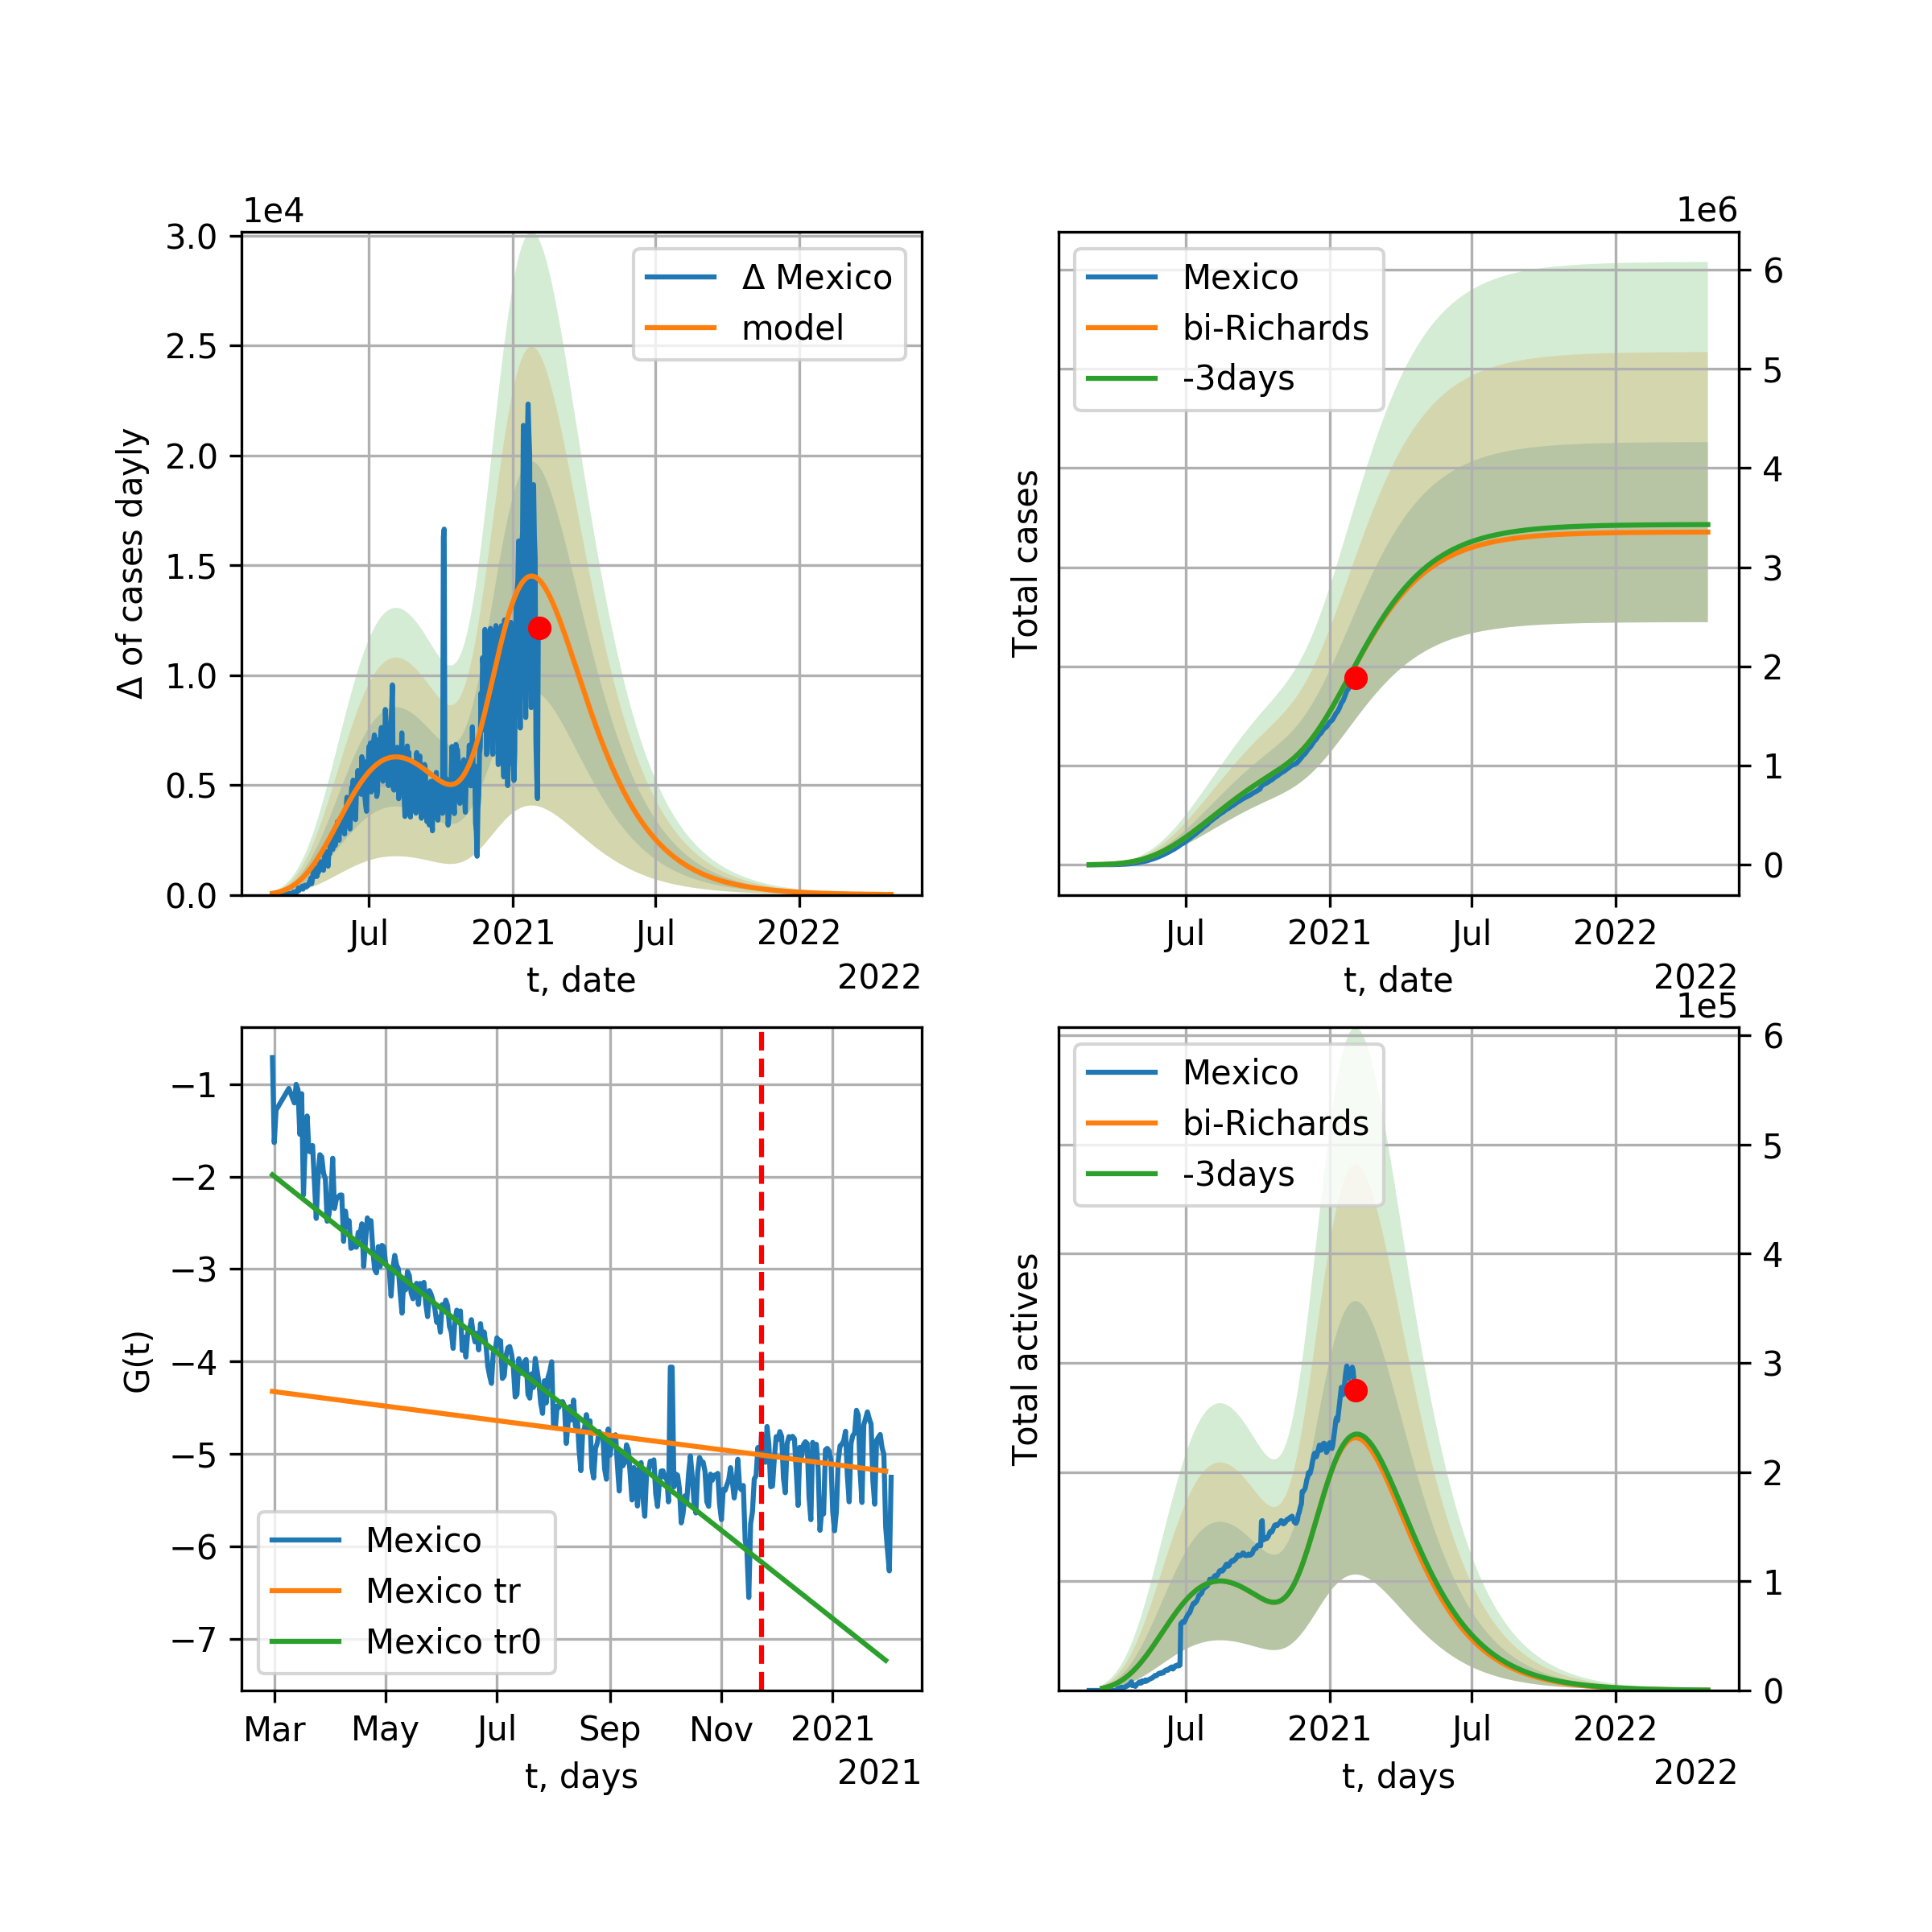 1e4
3.0
2.5
2.0
1.5
1.0
0.5
0.0
Δ of cases dayly
Δ Mexico
model
Jul 2021 Jul 2022
t, date
2022
1e6
Mexico
bi-Richards
-3days
6
5
4
3
2
1
0
Total cases
Jul 2021 Jul 2022
t, date
2022
−1
−2
−3
−4
−5
−6
−7
G(t)
Mexico
Mexico tr
Mexico tr0
Mar May Jul Sep Nov 2021
t, days
2021
1e5
Mexico
bi-Richards
-3days
6
5
4
3
2
1
0
Total actives
Jul 2021 Jul 2022
t, days
2022